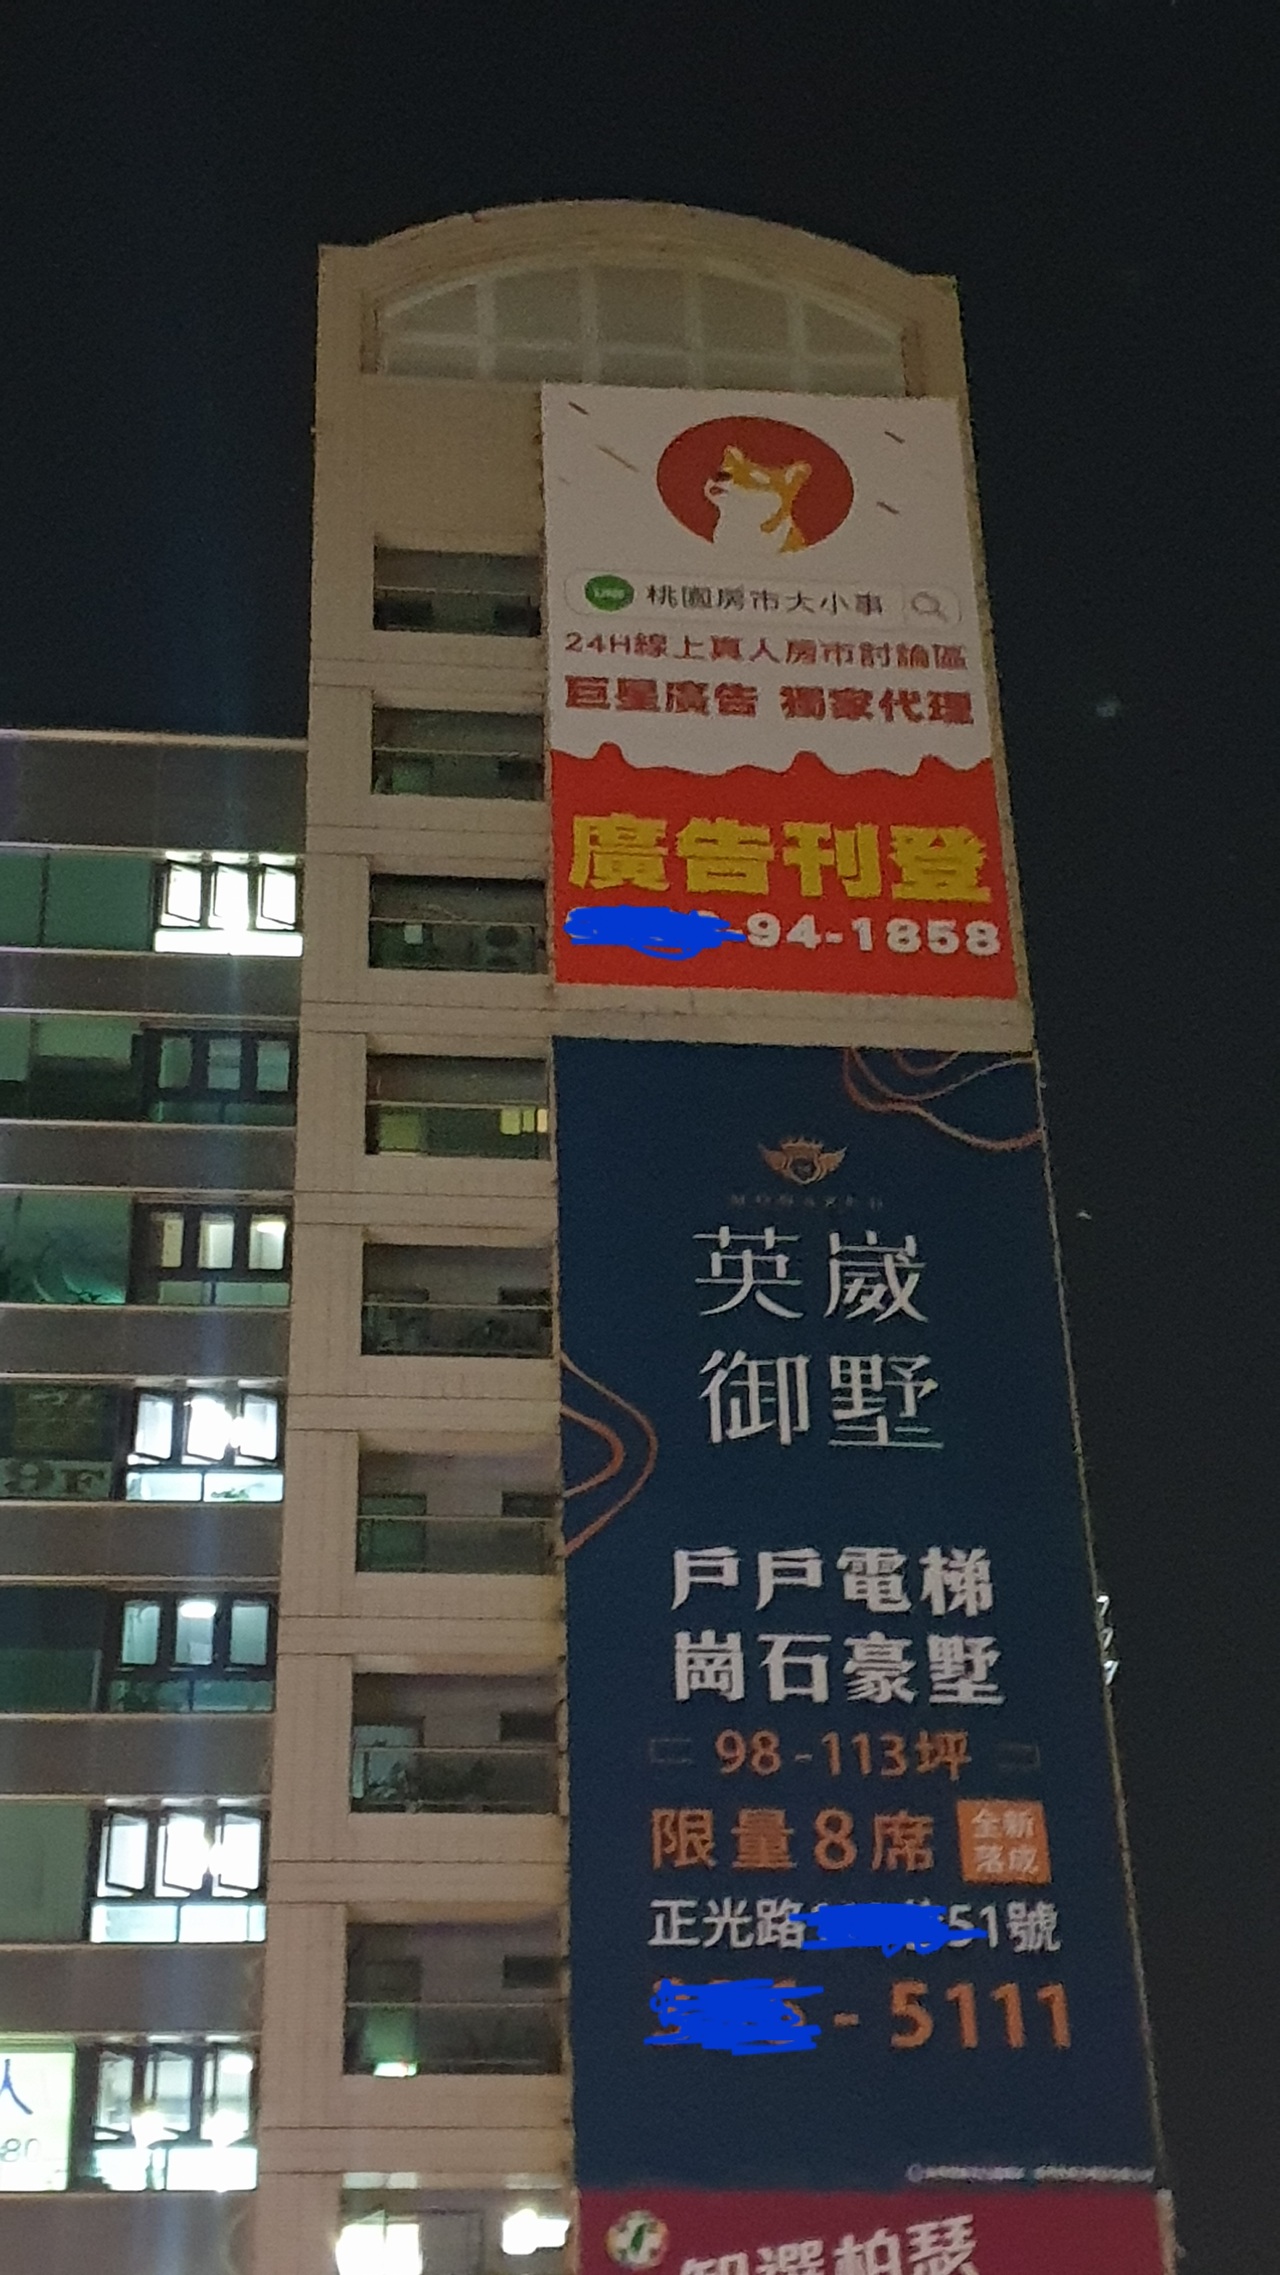 LINE 桃園房市大小事
24H線上真人房市討論區
巨星廣告 獨家代理
廣告刊登
-94-1858
英崴
御墅
戶戶電梯
崗石豪墅
98-113坪
限量8席
全新
落成
正光路 51號
- 5111
9F
人